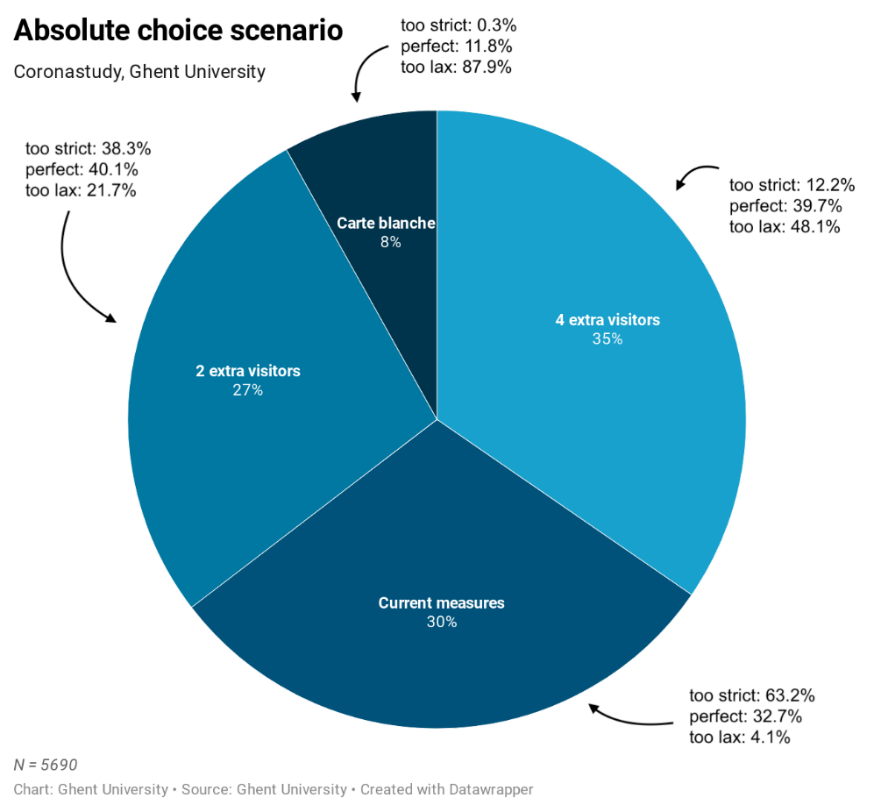 Absolute choice scenario
Coronastudy, Ghent University
too strict: 0.3%
perfect: 11.8%
too lax: 87.9%
too strict: 38.3%
perfect: 40.1%
too lax: 21.7%
too strict: 12.2%
perfect: 39.7%
too lax: 48.1%
Carte blanche
8%
4 extra visitors
35%
2 extra visitors
27%
Current measures
30%
too strict: 63.2%
perfect: 32.7%
too lax: 4.1%
N = 5690
Chart: Ghent University • Source: Ghent University • Created with Datawrapper